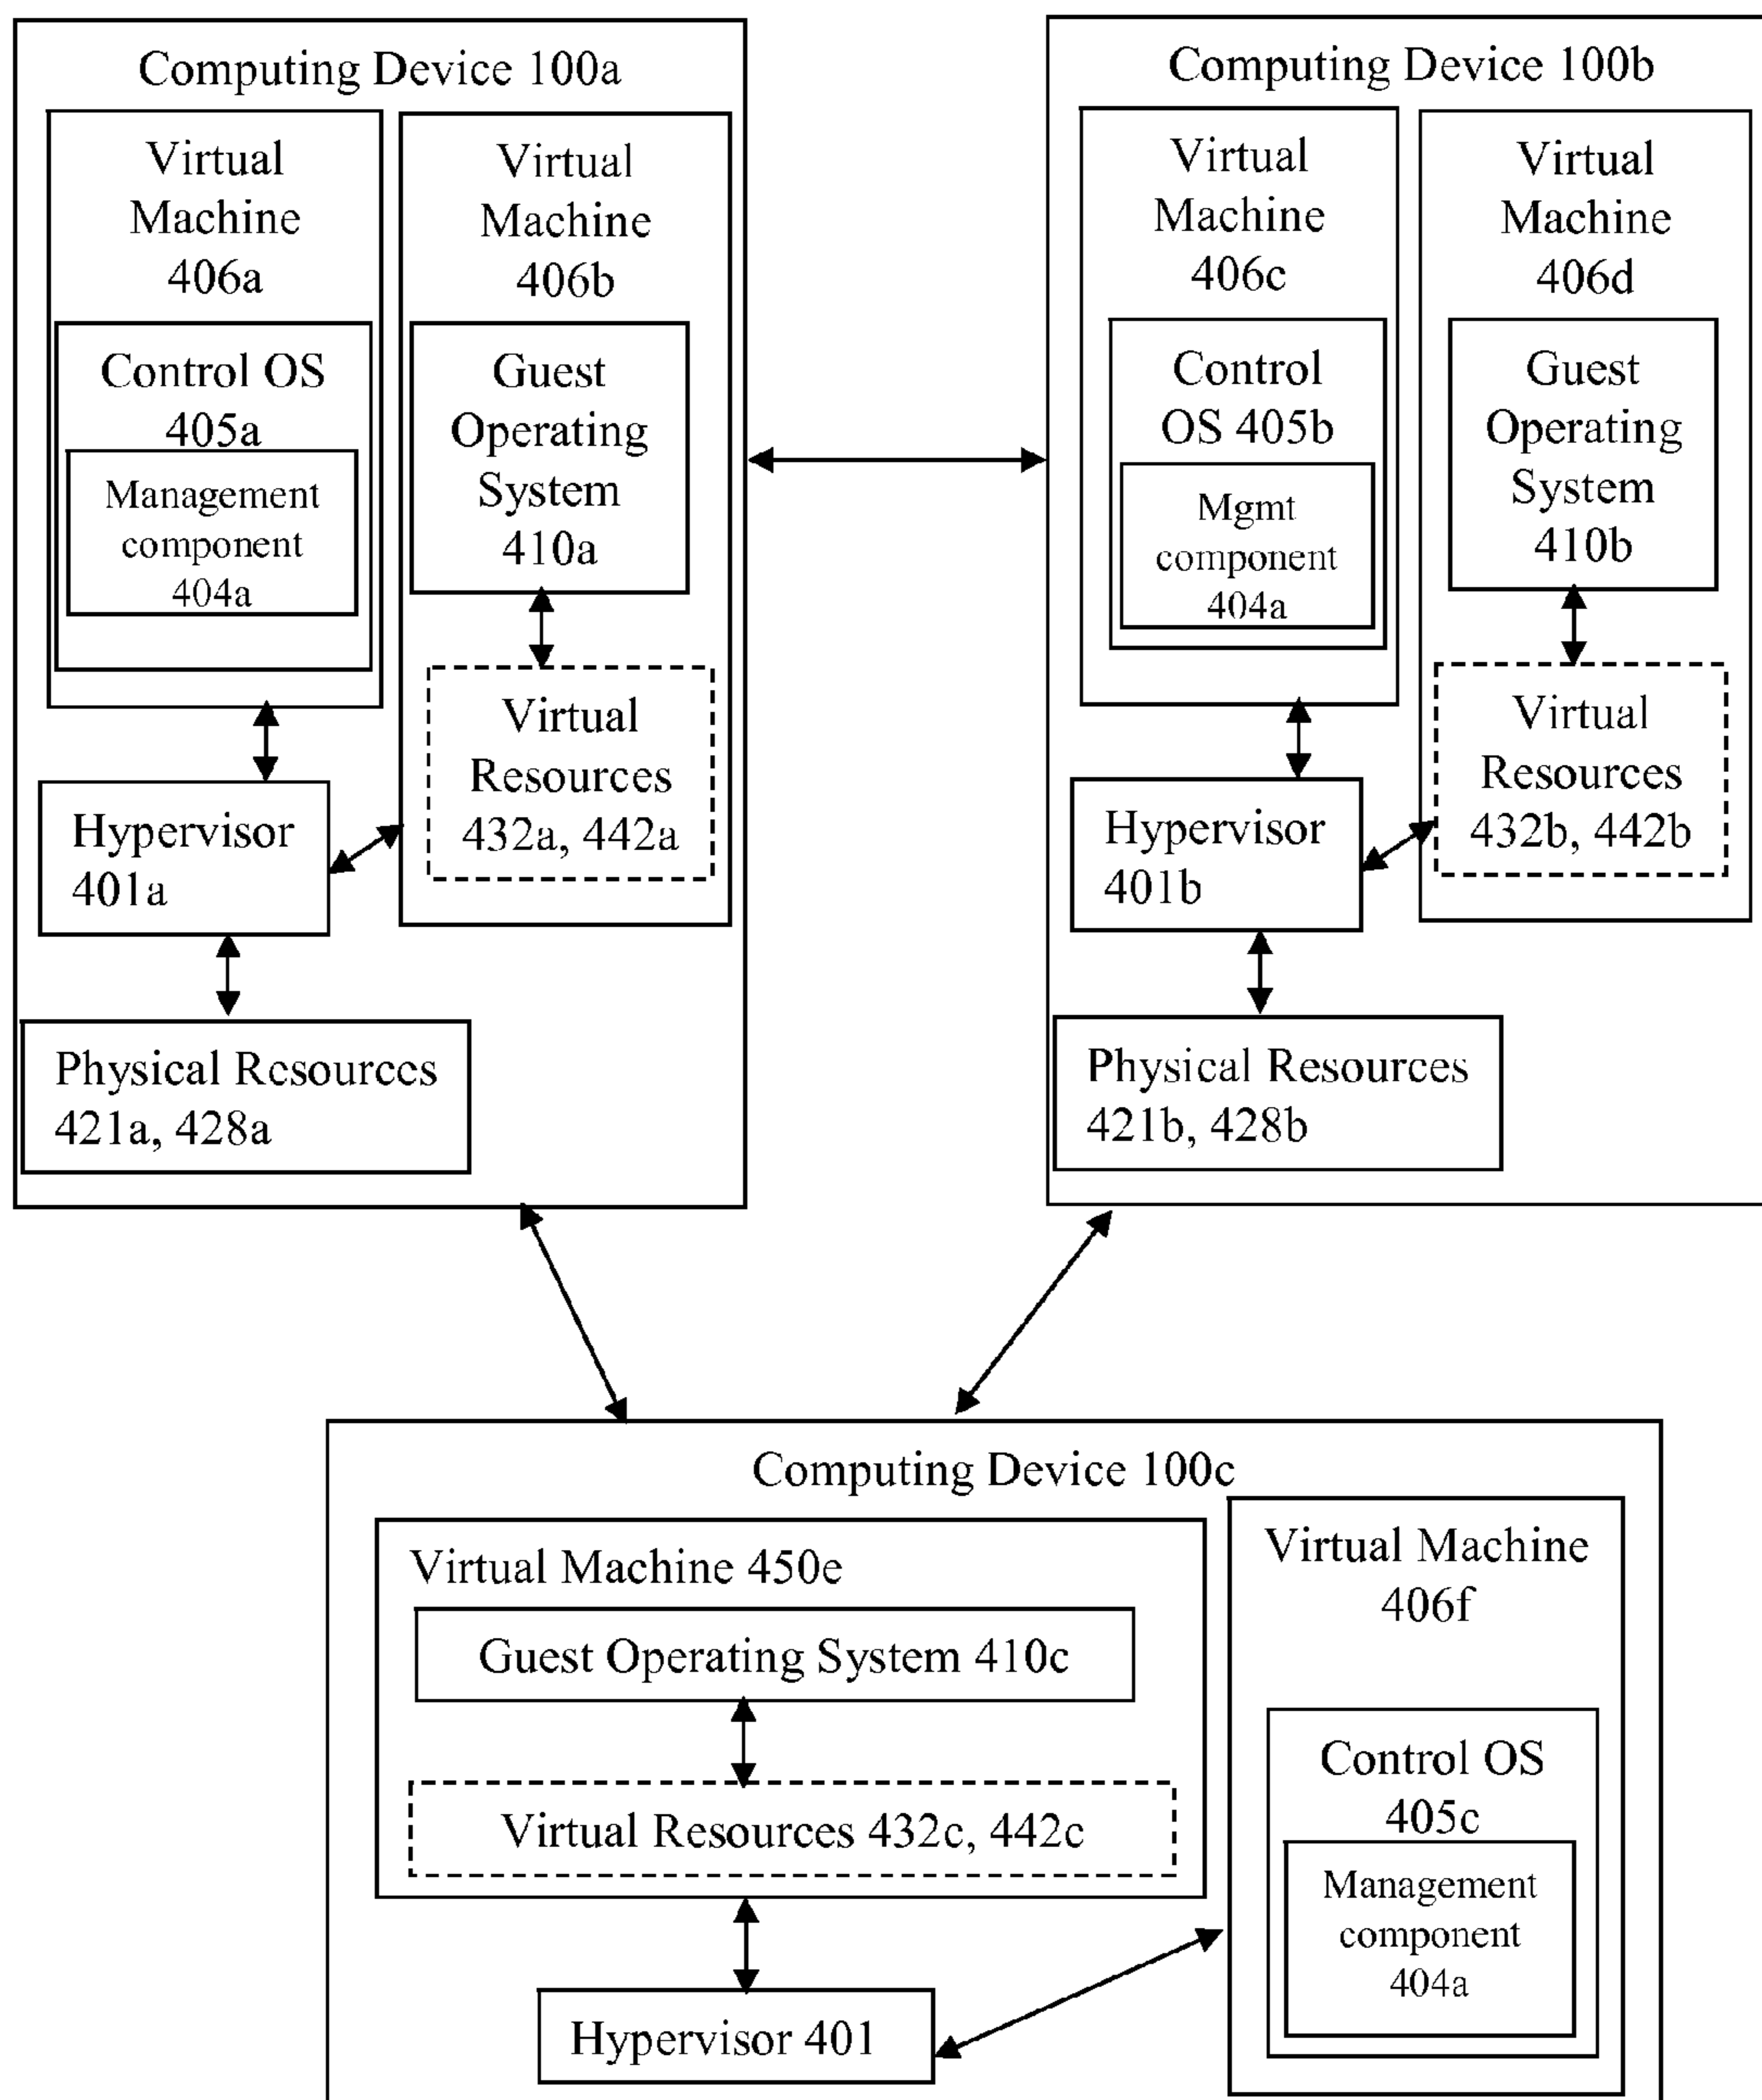 Computing Device 100a
Virtual
Machine
406a
Control OS
405a
Management
component
404a
Virtual
Machine
406b
Guest
Operating
System
410a
Virtual
Resources
432a, 442a
Hypervisor
401a
Physical Resources
421a, 428a
Computing Device 100b
Virtual
Machine
406c
Control
OS 405b
Mgmt
component
404a
Virtual
Machine
406d
Guest
Operating
System
410b
Virtual
Resources
432b, 442b
Hypervisor
401b
Physical Resources
421b, 428b
Computing Device 100c
Virtual Machine 450e
Guest Operating System 410c
Virtual Resources 432c, 442c
Hypervisor 401
Virtual Machine
406f
Control OS
405c
Management
component
404a